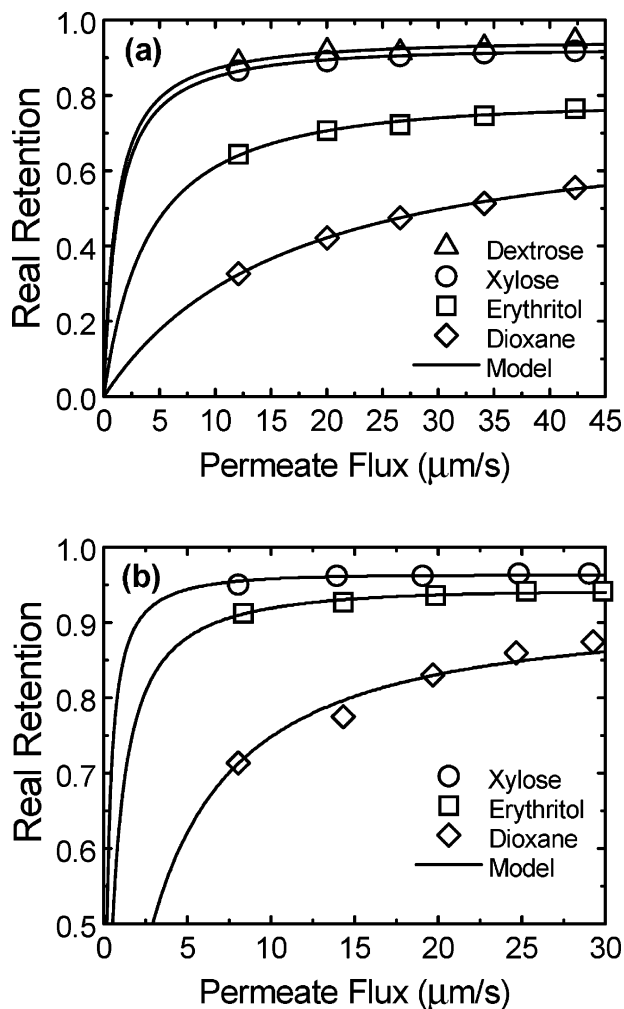 (a)
1.0
0.8
0.6
0.4
0.2
0.0
Real Retention
Dextrose
Xylose
Erythritol
Dioxane
Model
0 5 10 15 20 25 30 35 40 45
Permeate Flux (μm/s)
(b)
1.0
0.9
0.8
0.7
0.6
0.5
Real Retention
Xylose
Erythritol
Dioxane
Model
0 5 10 15 20 25 30
Permeate Flux (μm/s)